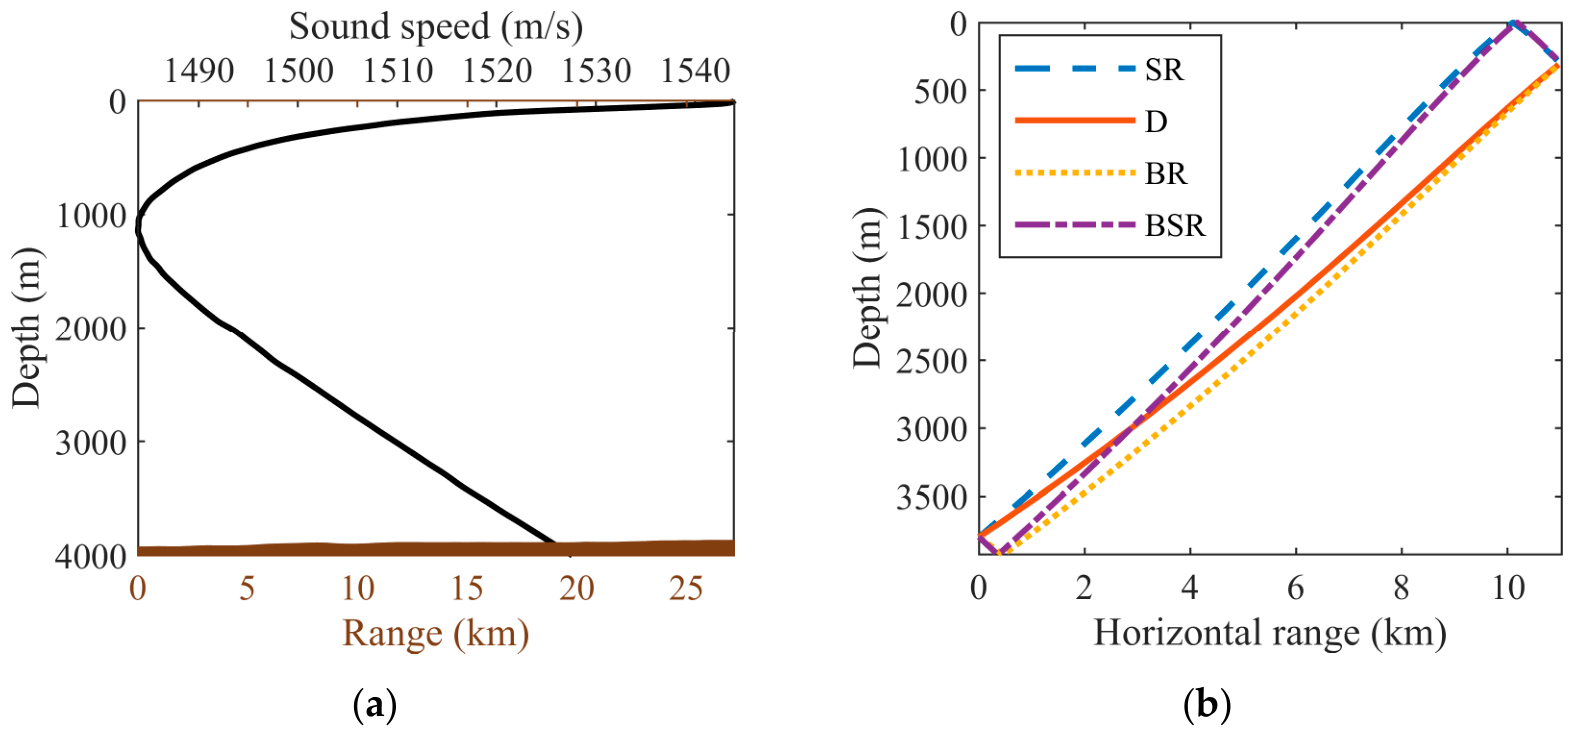 Sound speed (m/s)
1490 1500 1510 1520 1530 1540
0
1000
2000
3000
4000
Depth (m)
0 5 10 15 20 25
Range (km)
(a)
0
500
1000
1500
2000
2500
3000
3500
Depth (m)
SR
D
BR
BSR
0 2 4 6 8 10
Horizontal range (km)
(b)